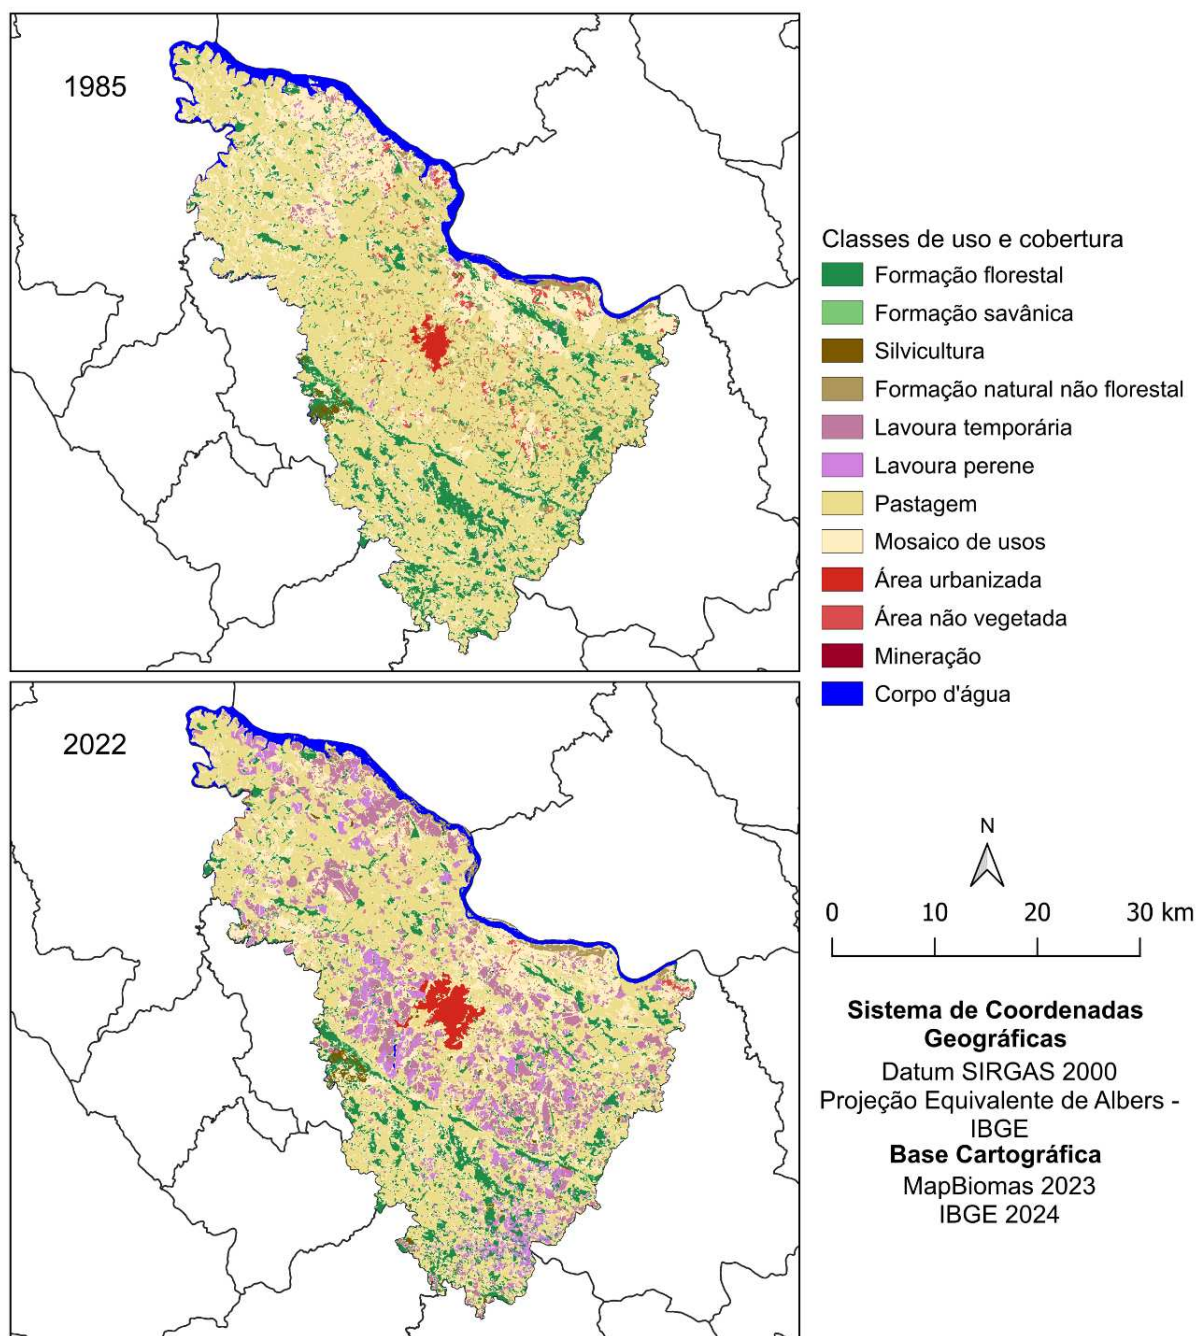 1985
Classes de uso e cobertura
Formação florestal
Formação savânica
Silvicultura
Formação natural não florestal
Lavoura temporária
Lavoura perene
Pastagem
Mosaico de usos
Área urbanizada
Área não vegetada
Mineração
Corpo d'água
2022
N
0 10 20 30 km
Sistema de Coordenadas
Geográficas
Datum SIRGAS 2000
Projeção Equivalente de Albers -
IBGE
Base Cartográfica
MapBiomas 2023
IBGE 2024